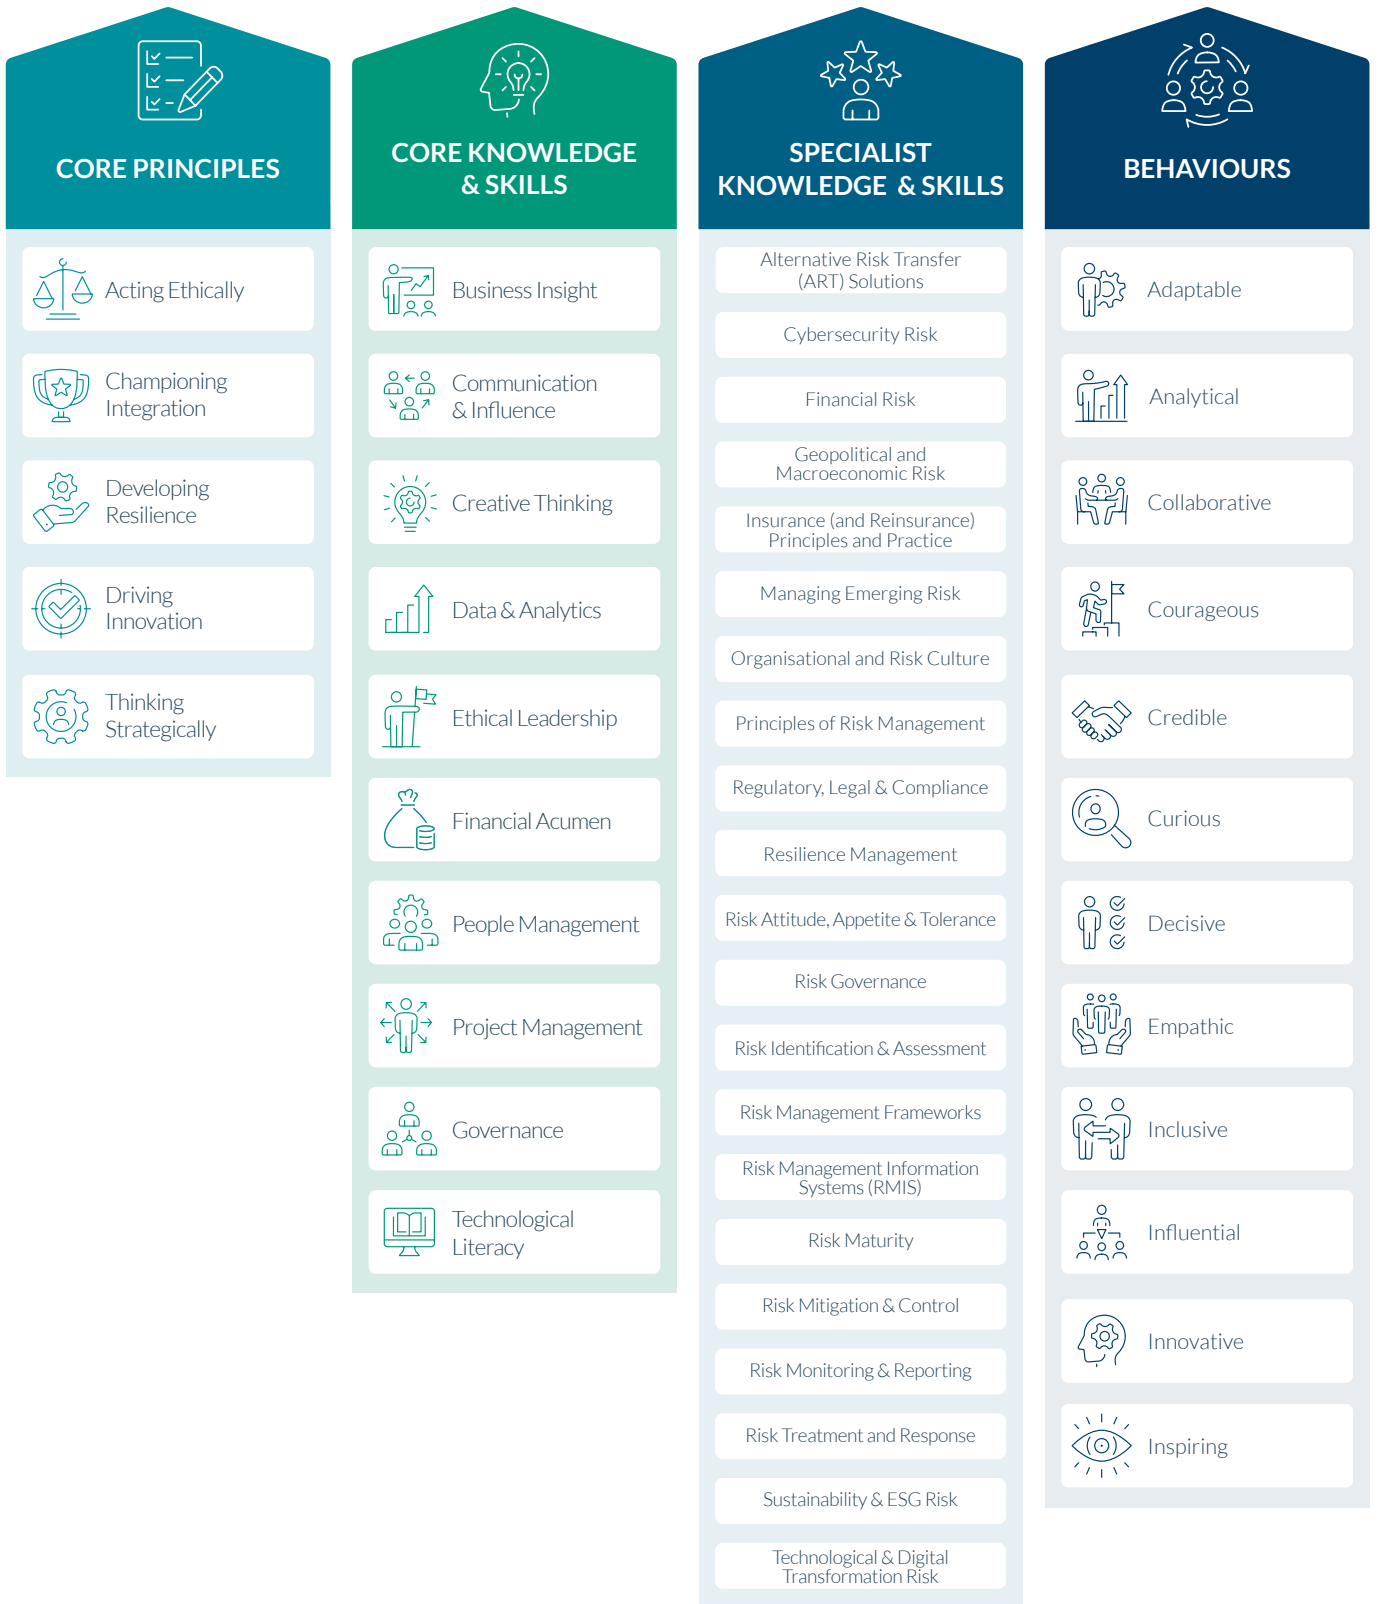 CORE PRINCIPLES
Acting Ethically
Championing
Integration
Developing
Resilience
Driving
Innovation
Thinking
Strategically
CORE KNOWLEDGE
& SKILLS
Business Insight
Communication
& Influence
Creative Thinking
Data & Analytics
Ethical Leadership
Financial Acumen
People Management
Project Management
Governance
Technological
Literacy
SPECIALIST
KNOWLEDGE & SKILLS
Alternative Risk Transfer
(ART) Solutions
Cybersecurity Risk
Financial Risk
Geopolitical and
Macroeconomic Risk
Insurance (and Reinsurance)
Principles and Practice
Managing Emerging Risk
Organisational and Risk Culture
Principles of Risk Management
Regulatory, Legal & Compliance
Resilience Management
Risk Attitude, Appetite & Tolerance
Risk Governance
Risk Identification & Assessment
Risk Management Frameworks
Risk Management Information
Systems (RMIS)
Risk Maturity
Risk Mitigation & Control
Risk Monitoring & Reporting
Risk Treatment and Response
Sustainability & ESG Risk
Technological & Digital
Transformation Risk
BEHAVIOURS
Adaptable
Analytical
Collaborative
Courageous
Credible
Curious
Decisive
Empathic
Inclusive
Influential
Innovative
Inspiring